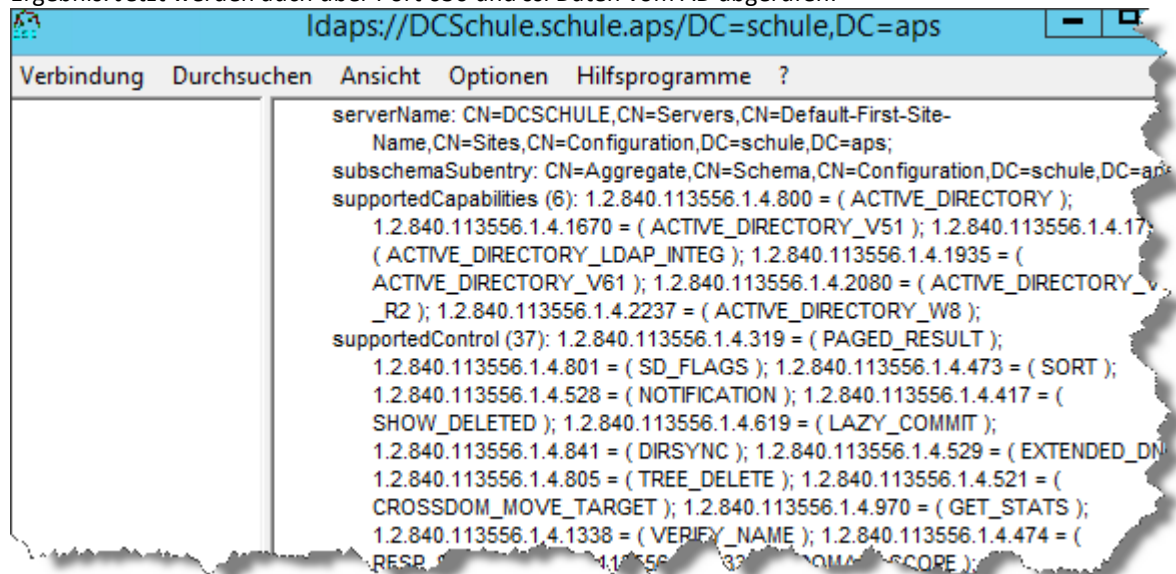 ldaps://DCSchule.schule.aps/DC=schule,DC=aps
Verbindung Durchsuchen Ansicht Optionen Hilfsprogramme ?
serverName: CN=DCSCHULE,CN=Servers,CN=Default-First-Site-
Name,CN=Sites,CN=Configuration,DC=schule,DC=aps;
subschemaSubentry: CN=Aggregate,CN=Schema,CN=Configuration,DC=schule,DC=aps
supportedCapabilities (6): 1.2.840.113556.1.4.800 = ( ACTIVE_DIRECTORY );
1.2.840.113556.1.4.1670 = ( ACTIVE_DIRECTORY_V51 ); 1.2.840.113556.1.4.17
( ACTIVE_DIRECTORY_LDAP_INTEG ); 1.2.840.113556.1.4.1935 = (
ACTIVE_DIRECTORY_V61 ); 1.2.840.113556.1.4.2080 = ( ACTIVE_DIRECTORY_V
_R2 ); 1.2.840.113556.1.4.2237 = ( ACTIVE_DIRECTORY_W8 );
supportedControl (37): 1.2.840.113556.1.4.319 = ( PAGED_RESULT );
1.2.840.113556.1.4.801 = ( SD_FLAGS ); 1.2.840.113556.1.4.473 = ( SORT );
1.2.840.113556.1.4.528 = ( NOTIFICATION ); 1.2.840.113556.1.4.417 = (
SHOW_DELETED ); 1.2.840.113556.1.4.619 = ( LAZY_COMMIT );
1.2.840.113556.1.4.841 = ( DIRSYNC ); 1.2.840.113556.1.4.529 = ( EXTENDED_DN
1.2.840.113556.1.4.805 = ( TREE_DELETE ); 1.2.840.113556.1.4.521 = (
CROSSDOM_MOVE_TARGET ); 1.2.840.113556.1.4.970 = ( GET_STATS );
1.2.840.113556.1.4.1338 = ( VERIFY_NAME ); 1.2.840.113556.1.4.474 = (